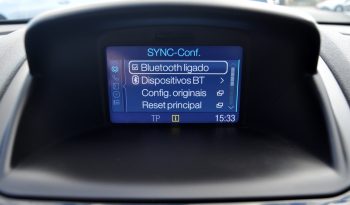 SYNC-Conf.
Bluetooth ligado
Dispositivos BT
Config. originais
Reset principal
TP 15:33